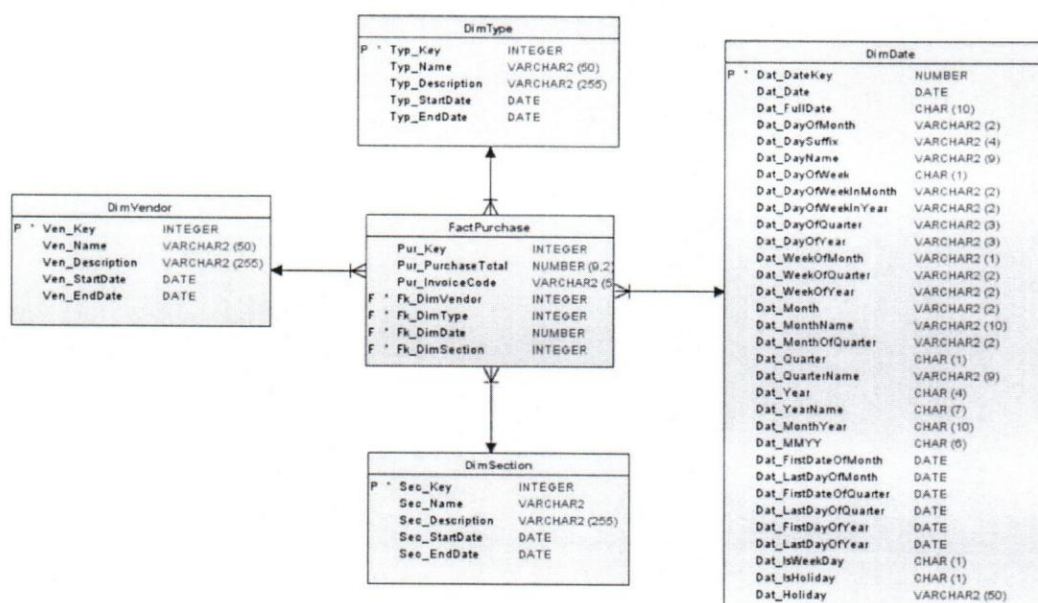 DimType
P * Typ_Key INTEGER
Typ_Name VARCHAR2 (50)
Typ_Description VARCHAR2 (255)
Typ_StartDate DATE
Typ_EndDate DATE
DimVendor
P * Ven_Key INTEGER
Ven_Name VARCHAR2 (50)
Ven_Description VARCHAR2 (255)
Ven_StartDate DATE
Ven_EndDate DATE
FactPurchase
Pur_Key INTEGER
Pur_PurchaseTotal NUMBER (9,2
Pur_InvoiceCode VARCHAR2 (5
F * Fk_DimVendor INTEGER
F * Fk_DimType INTEGER
F * Fk_DimDate NUMBER
F * Fk_DimSection INTEGER
DimSection
P * Sec_Key INTEGER
Sec_Name VARCHAR2
Sec_Description VARCHAR2 (255)
Sec_StartDate DATE
Sec_EndDate DATE
DimDate
P * Dat_DateKey NUMBER
Dat_Date DATE
Dat_FullDate CHAR (10)
Dat_DayOfMonth VARCHAR2 (2)
Dat_DaySuffix VARCHAR2 (4)
Dat_DayName VARCHAR2 (9)
Dat_DayOfWeek CHAR (1)
Dat_DayOfWeekInMonth VARCHAR2 (2)
Dat_DayOfWeekInYear VARCHAR2 (2)
Dat_DayOfQuarter VARCHAR2 (3)
Dat_DayOfYear VARCHAR2 (3)
Dat_WeekOfMonth VARCHAR2 (1)
Dat_WeekOfQuarter VARCHAR2 (2)
Dat_WeekOfYear VARCHAR2 (2)
Dat_Month VARCHAR2 (2)
Dat_MonthName VARCHAR2 (10)
Dat_MonthOfQuarter VARCHAR2 (2)
Dat_Quarter CHAR (1)
Dat_QuarterName VARCHAR2 (9)
Dat_Year CHAR (4)
Dat_YearName CHAR (7)
Dat_MonthYear CHAR (10)
Dat_MMYY CHAR (6)
Dat_FirstDateOfMonth DATE
Dat_LastDayOfMonth DATE
Dat_FirstDateOfQuarter DATE
Dat_LastDayOfQuarter DATE
Dat_FirstDayOfYear DATE
Dat_LastDayOfYear DATE
Dat_IsWeekDay CHAR (1)
Dat_IsHoliday CHAR (1)
Dat_Holiday VARCHAR2 (50)